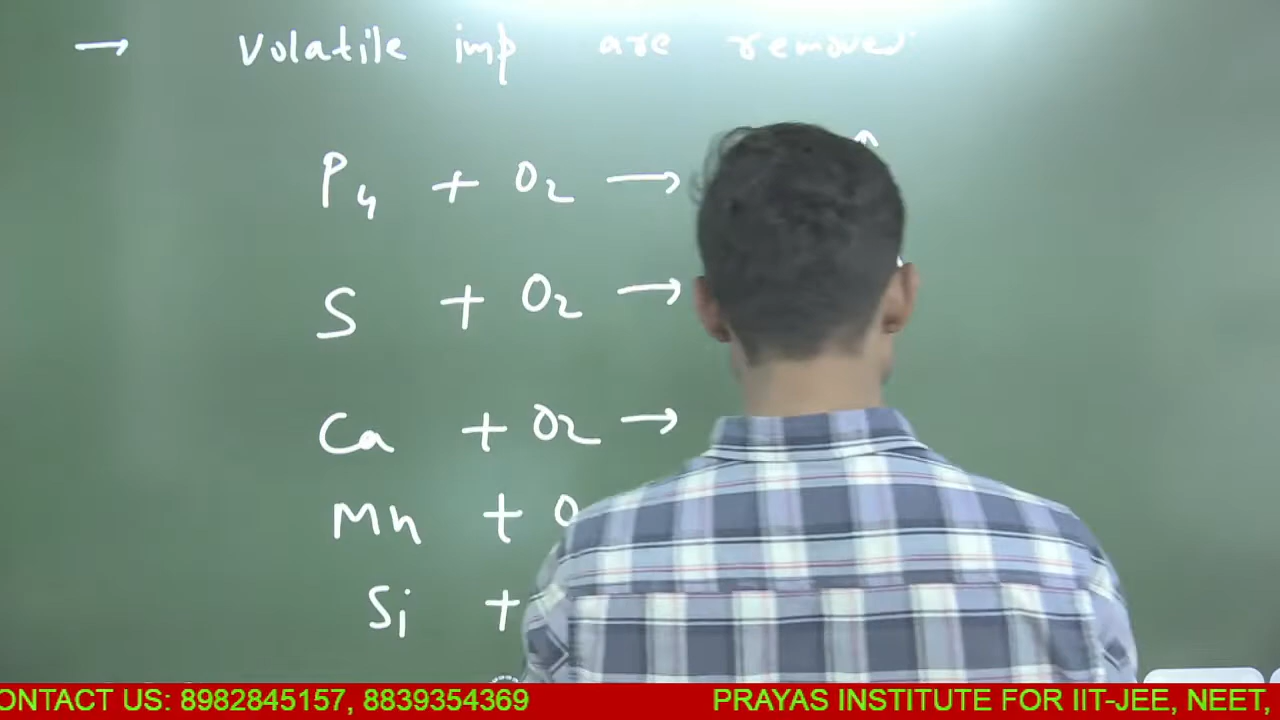 → Volatile imp are removed
P4 + O2 →
S + O2 →
Ca + O2 →
Mn + O
Si +
ONTACT US: 8982845157, 8839354369 PRAYAS INSTITUTE FOR IIT-JEE, NEET,